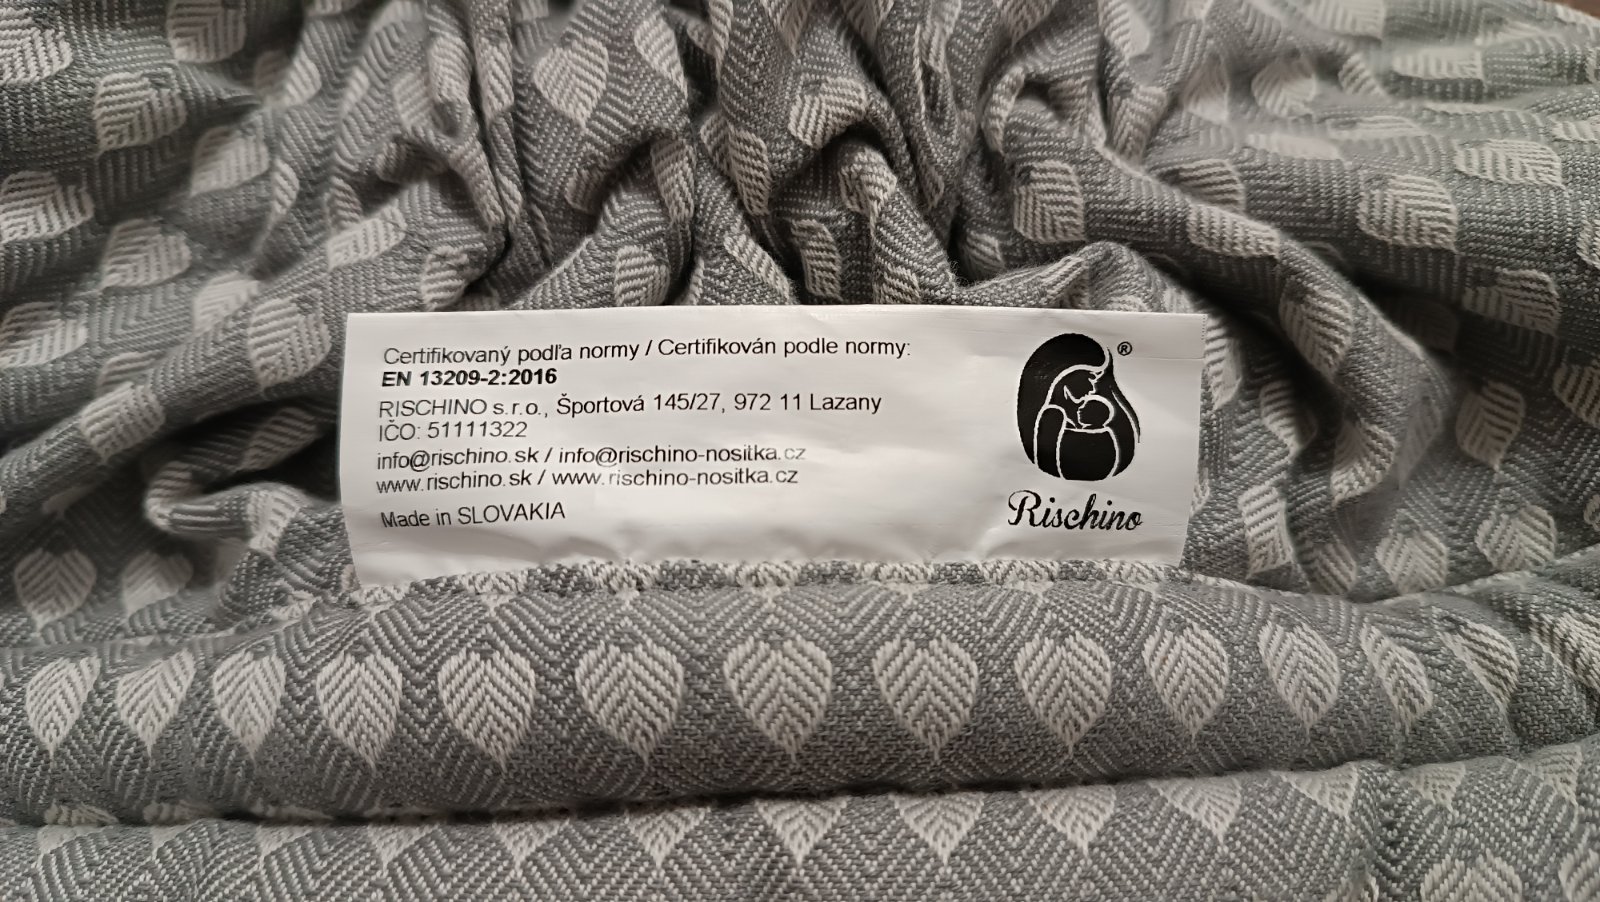 Certifikovaný podľa normy / Certifikován podle normy:
EN 13209-2:2016
RISCHINO s.r.o., Športová 145/27, 972 11 Lazany
IČO: 51111322
info@rischino.sk / info@rischino-nositka.cz
www.rischino.sk / www.rischino-nositka.cz
Made in SLOVAKIA
®
Rischino